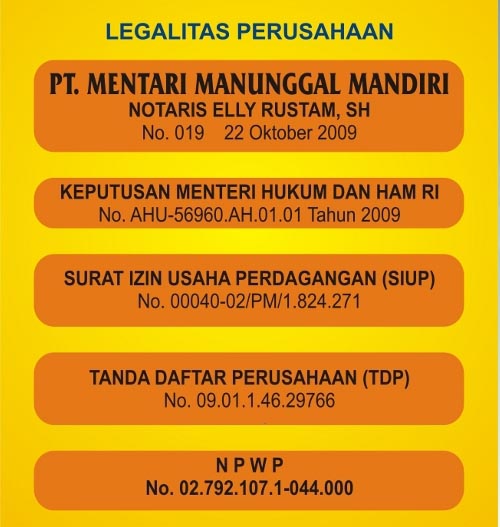 LEGALITAS PERUSAHAAN
PT. MENTARI MANUNGGAL MANDIRI
NOTARIS ELLY RUSTAM, SH
No. 019 22 Oktober 2009
KEPUTUSAN MENTERI HUKUM DAN HAM RI
No. AHU-56960.AH.01.01 Tahun 2009
SURAT IZIN USAHA PERDAGANGAN (SIUP)
No. 00040-02/PM/1.824.271
TANDA DAFTAR PERUSAHAAN (TDP)
No. 09.01.1.46.29766
N P W P
No. 02.792.107.1-044.000